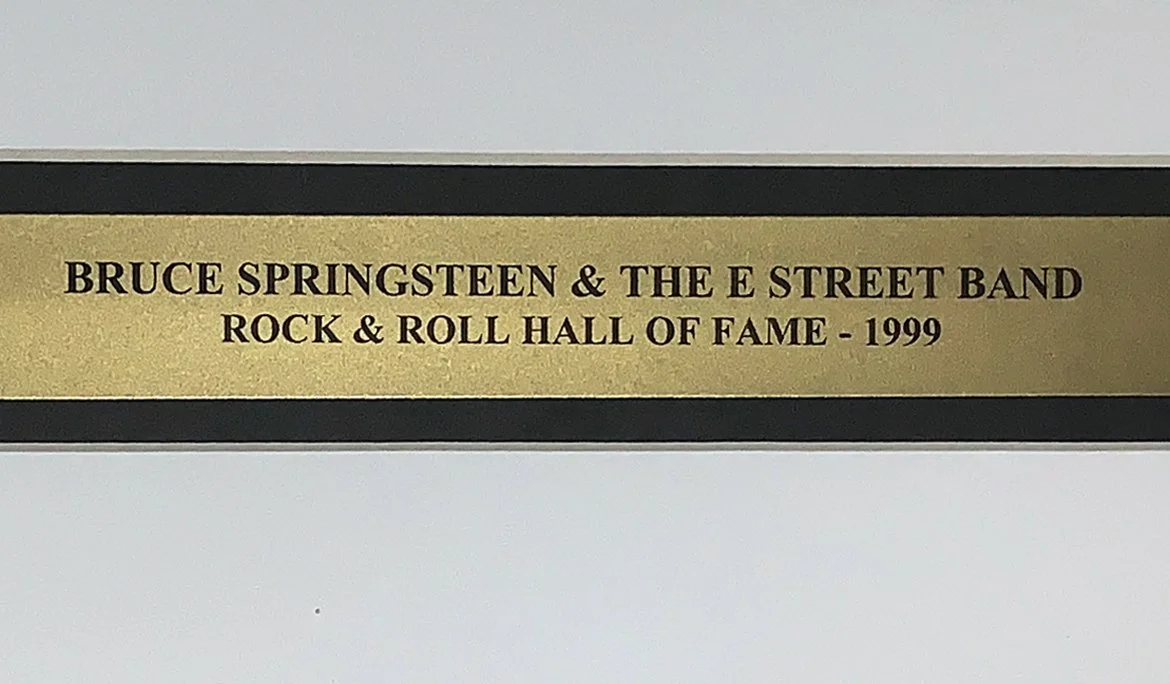 BRUCE SPRINGSTEEN & THE E STREET BAND
ROCK & ROLL HALL OF FAME - 1999